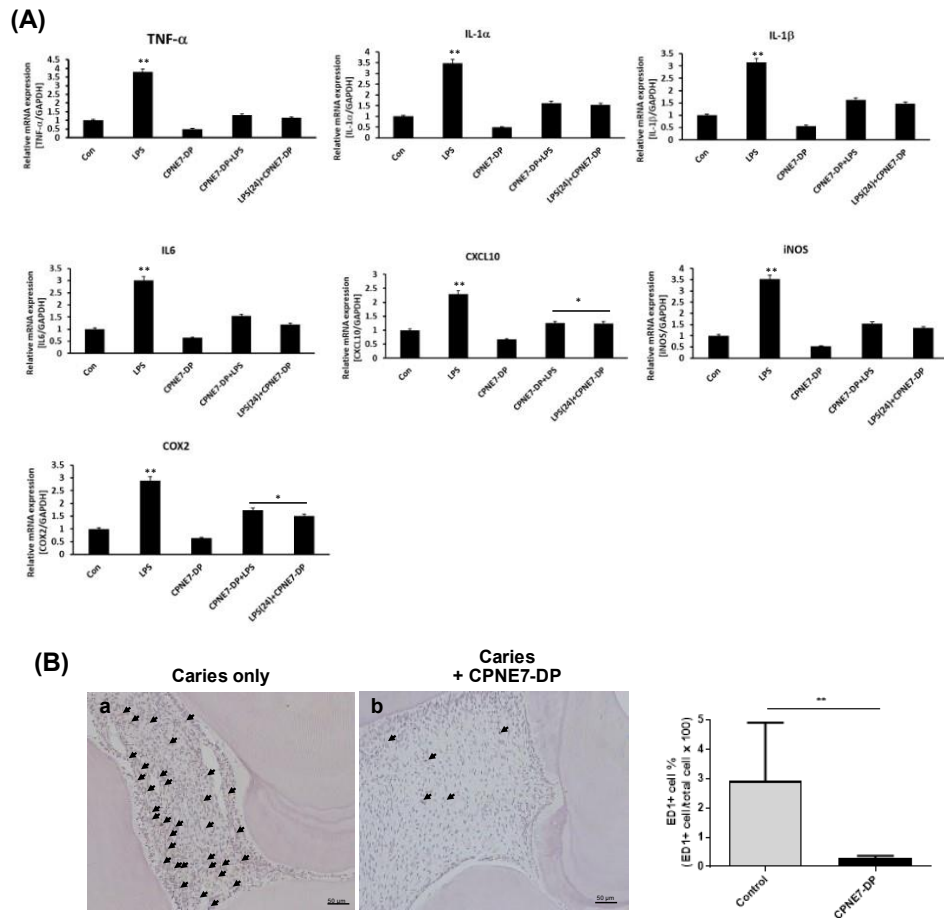 (A)
TNF-α
Relative mRNA expression
[TNF-α/GAPDH]
4.5
4
3.5
3
2.5
2
1.5
1
0.5
0
**
Con
LPS
CPNE7-DP
CPNE7-DP+LPS
LPS(24)+CPNE7-DP
IL-1α
Relative mRNA expression
[IL-1α/GAPDH]
4
3.5
3
2.5
2
1.5
1
0.5
0
**
Con
LPS
CPNE7-DP
CPNE7-DP+LPS
LPS(24)+CPNE7-DP
IL-1β
Relative mRNA expression
[IL-1β/GAPDH]
3.5
3
2.5
2
1.5
1
0.5
0
**
Con
LPS
CPNE7-DP
CPNE7-DP+LPS
LPS(24)+CPNE7-DP
IL6
Relative mRNA expression
[IL6/GAPDH]
3.5
3
2.5
2
1.5
1
0.5
0
**
Con
LPS
CPNE7-DP
CPNE7-DP+LPS
LPS(24)+CPNE7-DP
CXCL10
Relative mRNA expression
[CXCL10/GAPDH]
3
2.5
2
1.5
1
0.5
0
**
*
Con
LPS
CPNE7-DP
CPNE7-DP+LPS
LPS(24)+CPNE7-DP
iNOS
Relative mRNA expression
[iNOS/GAPDH]
4
3.5
3
2.5
2
1.5
1
0.5
0
**
Con
LPS
CPNE7-DP
CPNE7-DP+LPS
LPS(24)+CPNE7-DP
COX2
Relative mRNA expression
[COX2/GAPDH]
3.5
3
2.5
2
1.5
1
0.5
0
**
*
Con
LPS
CPNE7-DP
CPNE7-DP+LPS
LPS(24)+CPNE7-DP
(B)
Caries only
a
50 µm
Caries
+ CPNE7-DP
b
50 µm
ED1+ cell %
(ED1+ cell/total cell x 100)
6
5
4
3
2
1
0
**
Control
CPNE7-DP